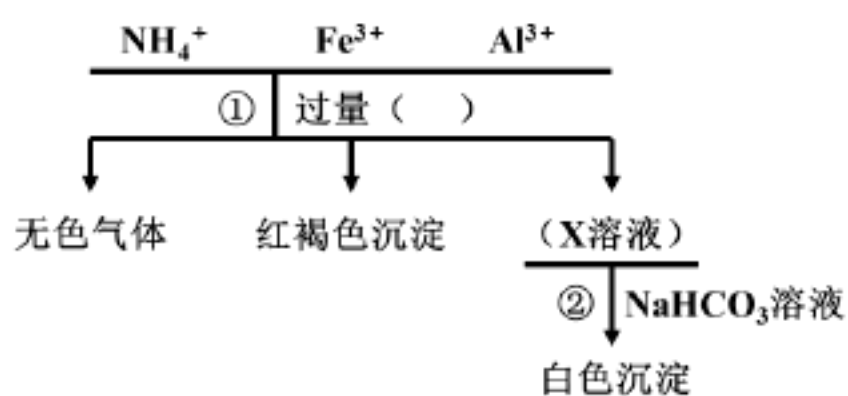 NH₄⁺ Fe³⁺ Al³⁺
① 过量（ ）
无色气体 红褐色沉淀 （X溶液）
② NaHCO₃溶液
白色沉淀